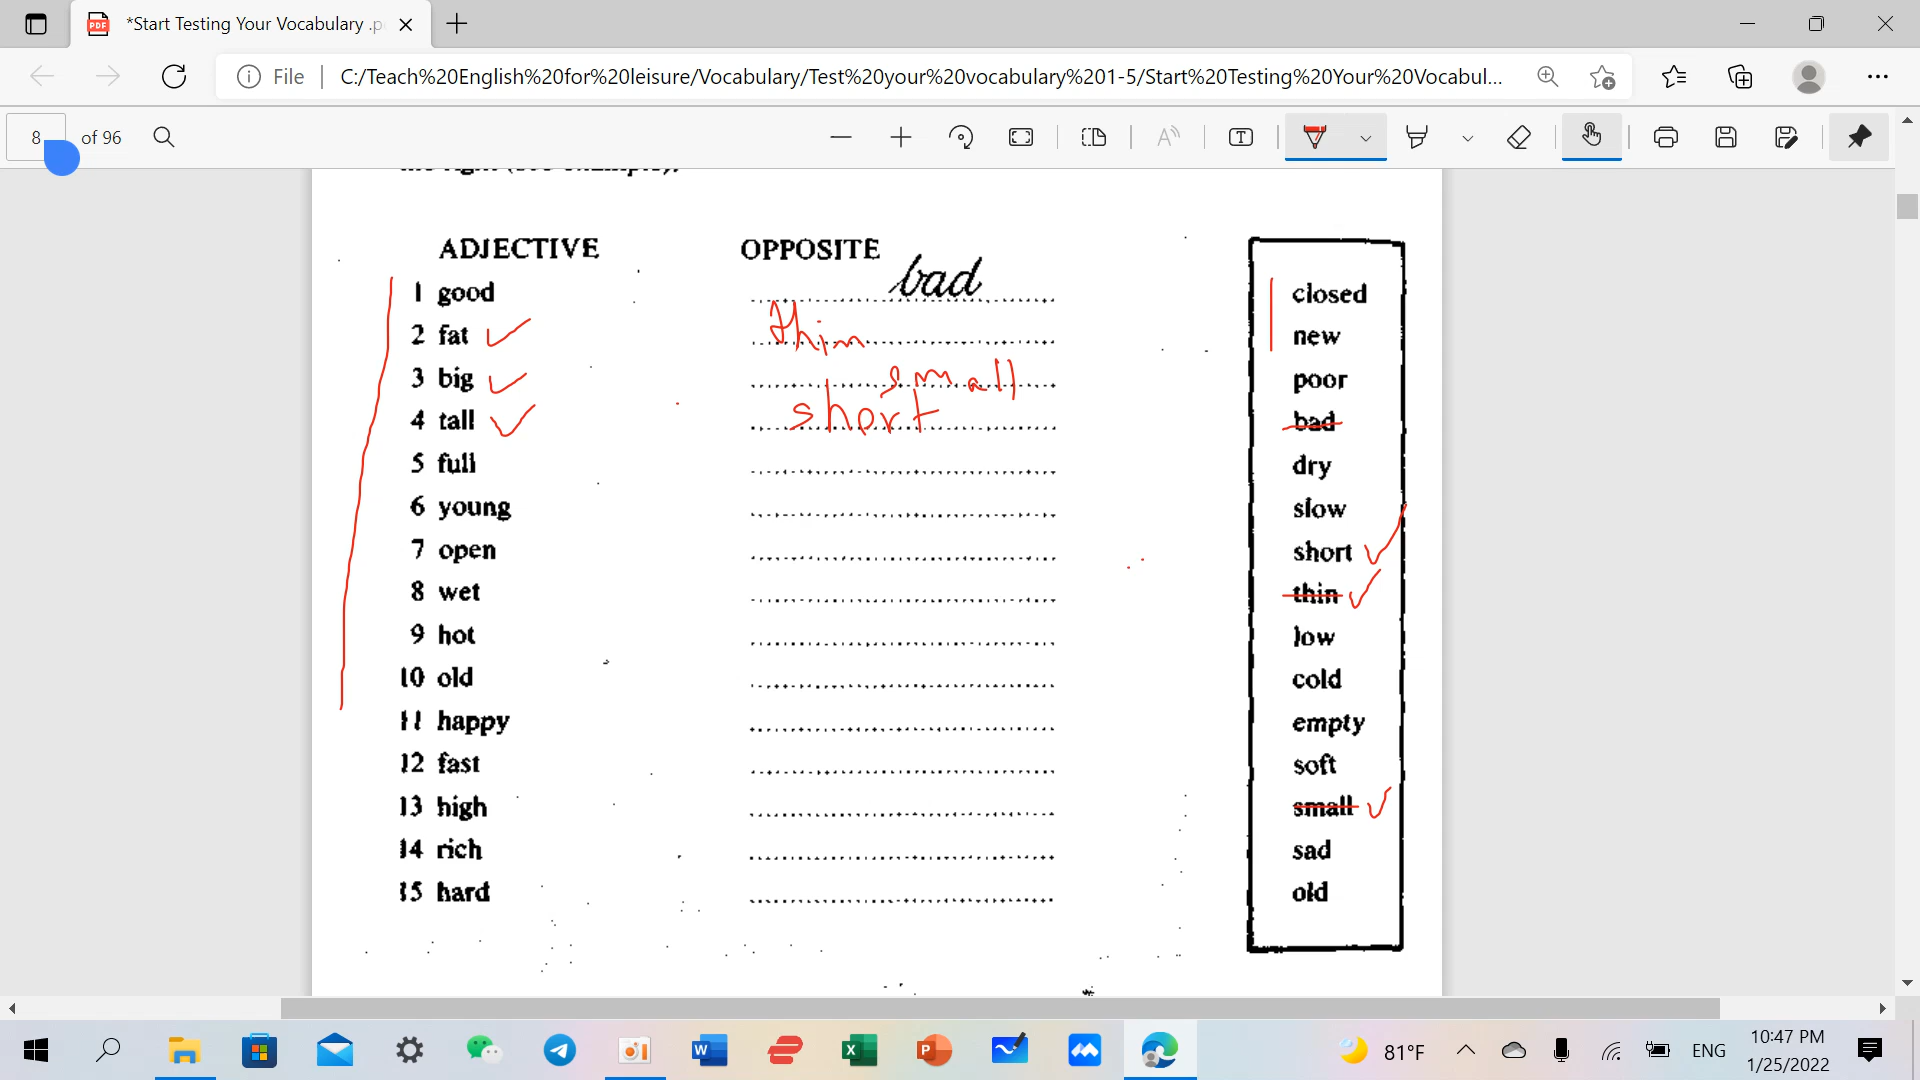 *Start Testing Your Vocabulary .p
File
C:/Teach%20English%20for%20leisure/Vocabulary/Test%20your%20vocabulary%201-5/Start%20Testing%20Your%20Vocabul...
8 of 96
ADJECTIVE OPPOSITE
1 good bad closed
2 fat thin new
3 big small poor
4 tall short bad
5 full dry
6 young slow
7 open short
8 wet thin
9 hot low
10 old cold
11 happy empty
12 fast soft
13 high small
14 rich sad
15 hard old
81°F ENG 10:47 PM
1/25/2022